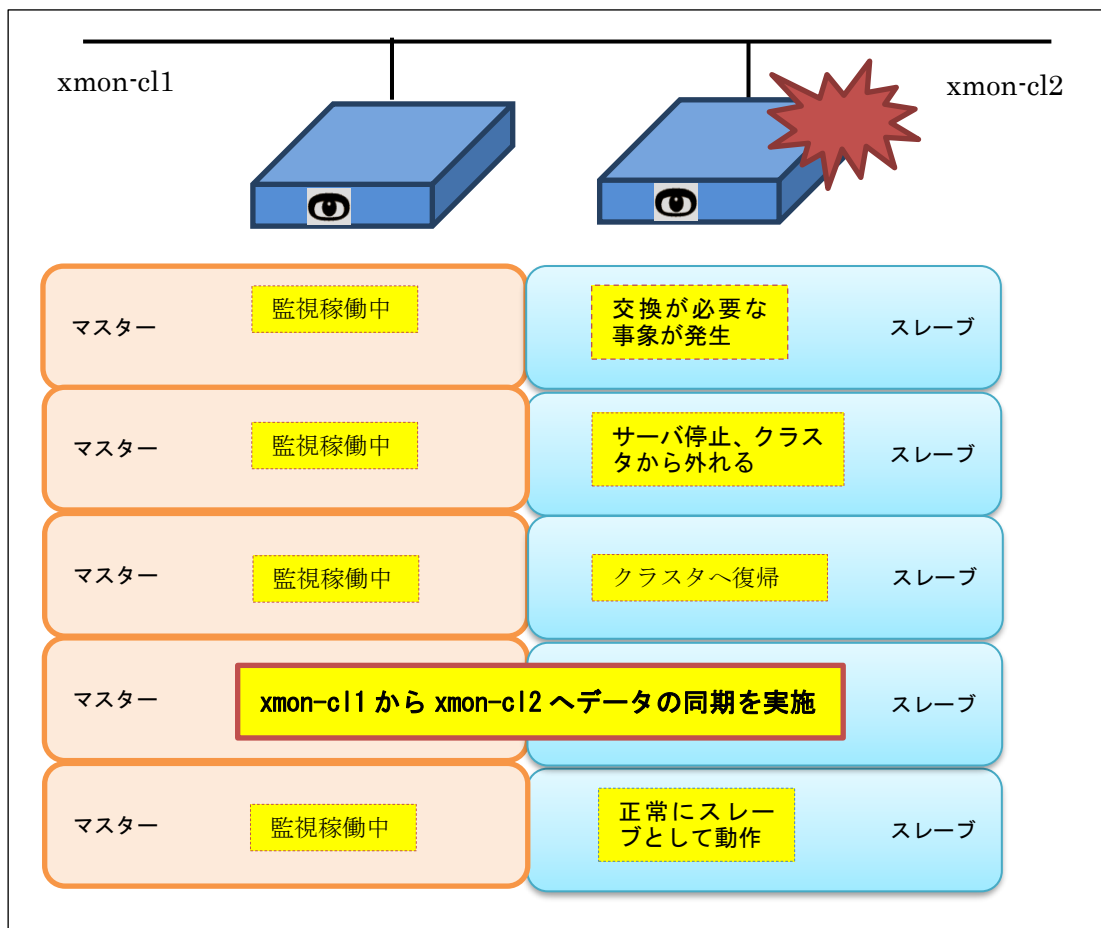 xmon-cl1
xmon-cl2
マスター
監視稼働中
交換が必要な
事象が発生
スレーブ
マスター
監視稼働中
サーバ停止、クラス
タから外れる
スレーブ
マスター
監視稼働中
クラスタへ復帰
スレーブ
マスター
xmon-cl1 から xmon-cl2 へデータの同期を実施
スレーブ
マスター
監視稼働中
正常にスレー
ブとして動作
スレーブ